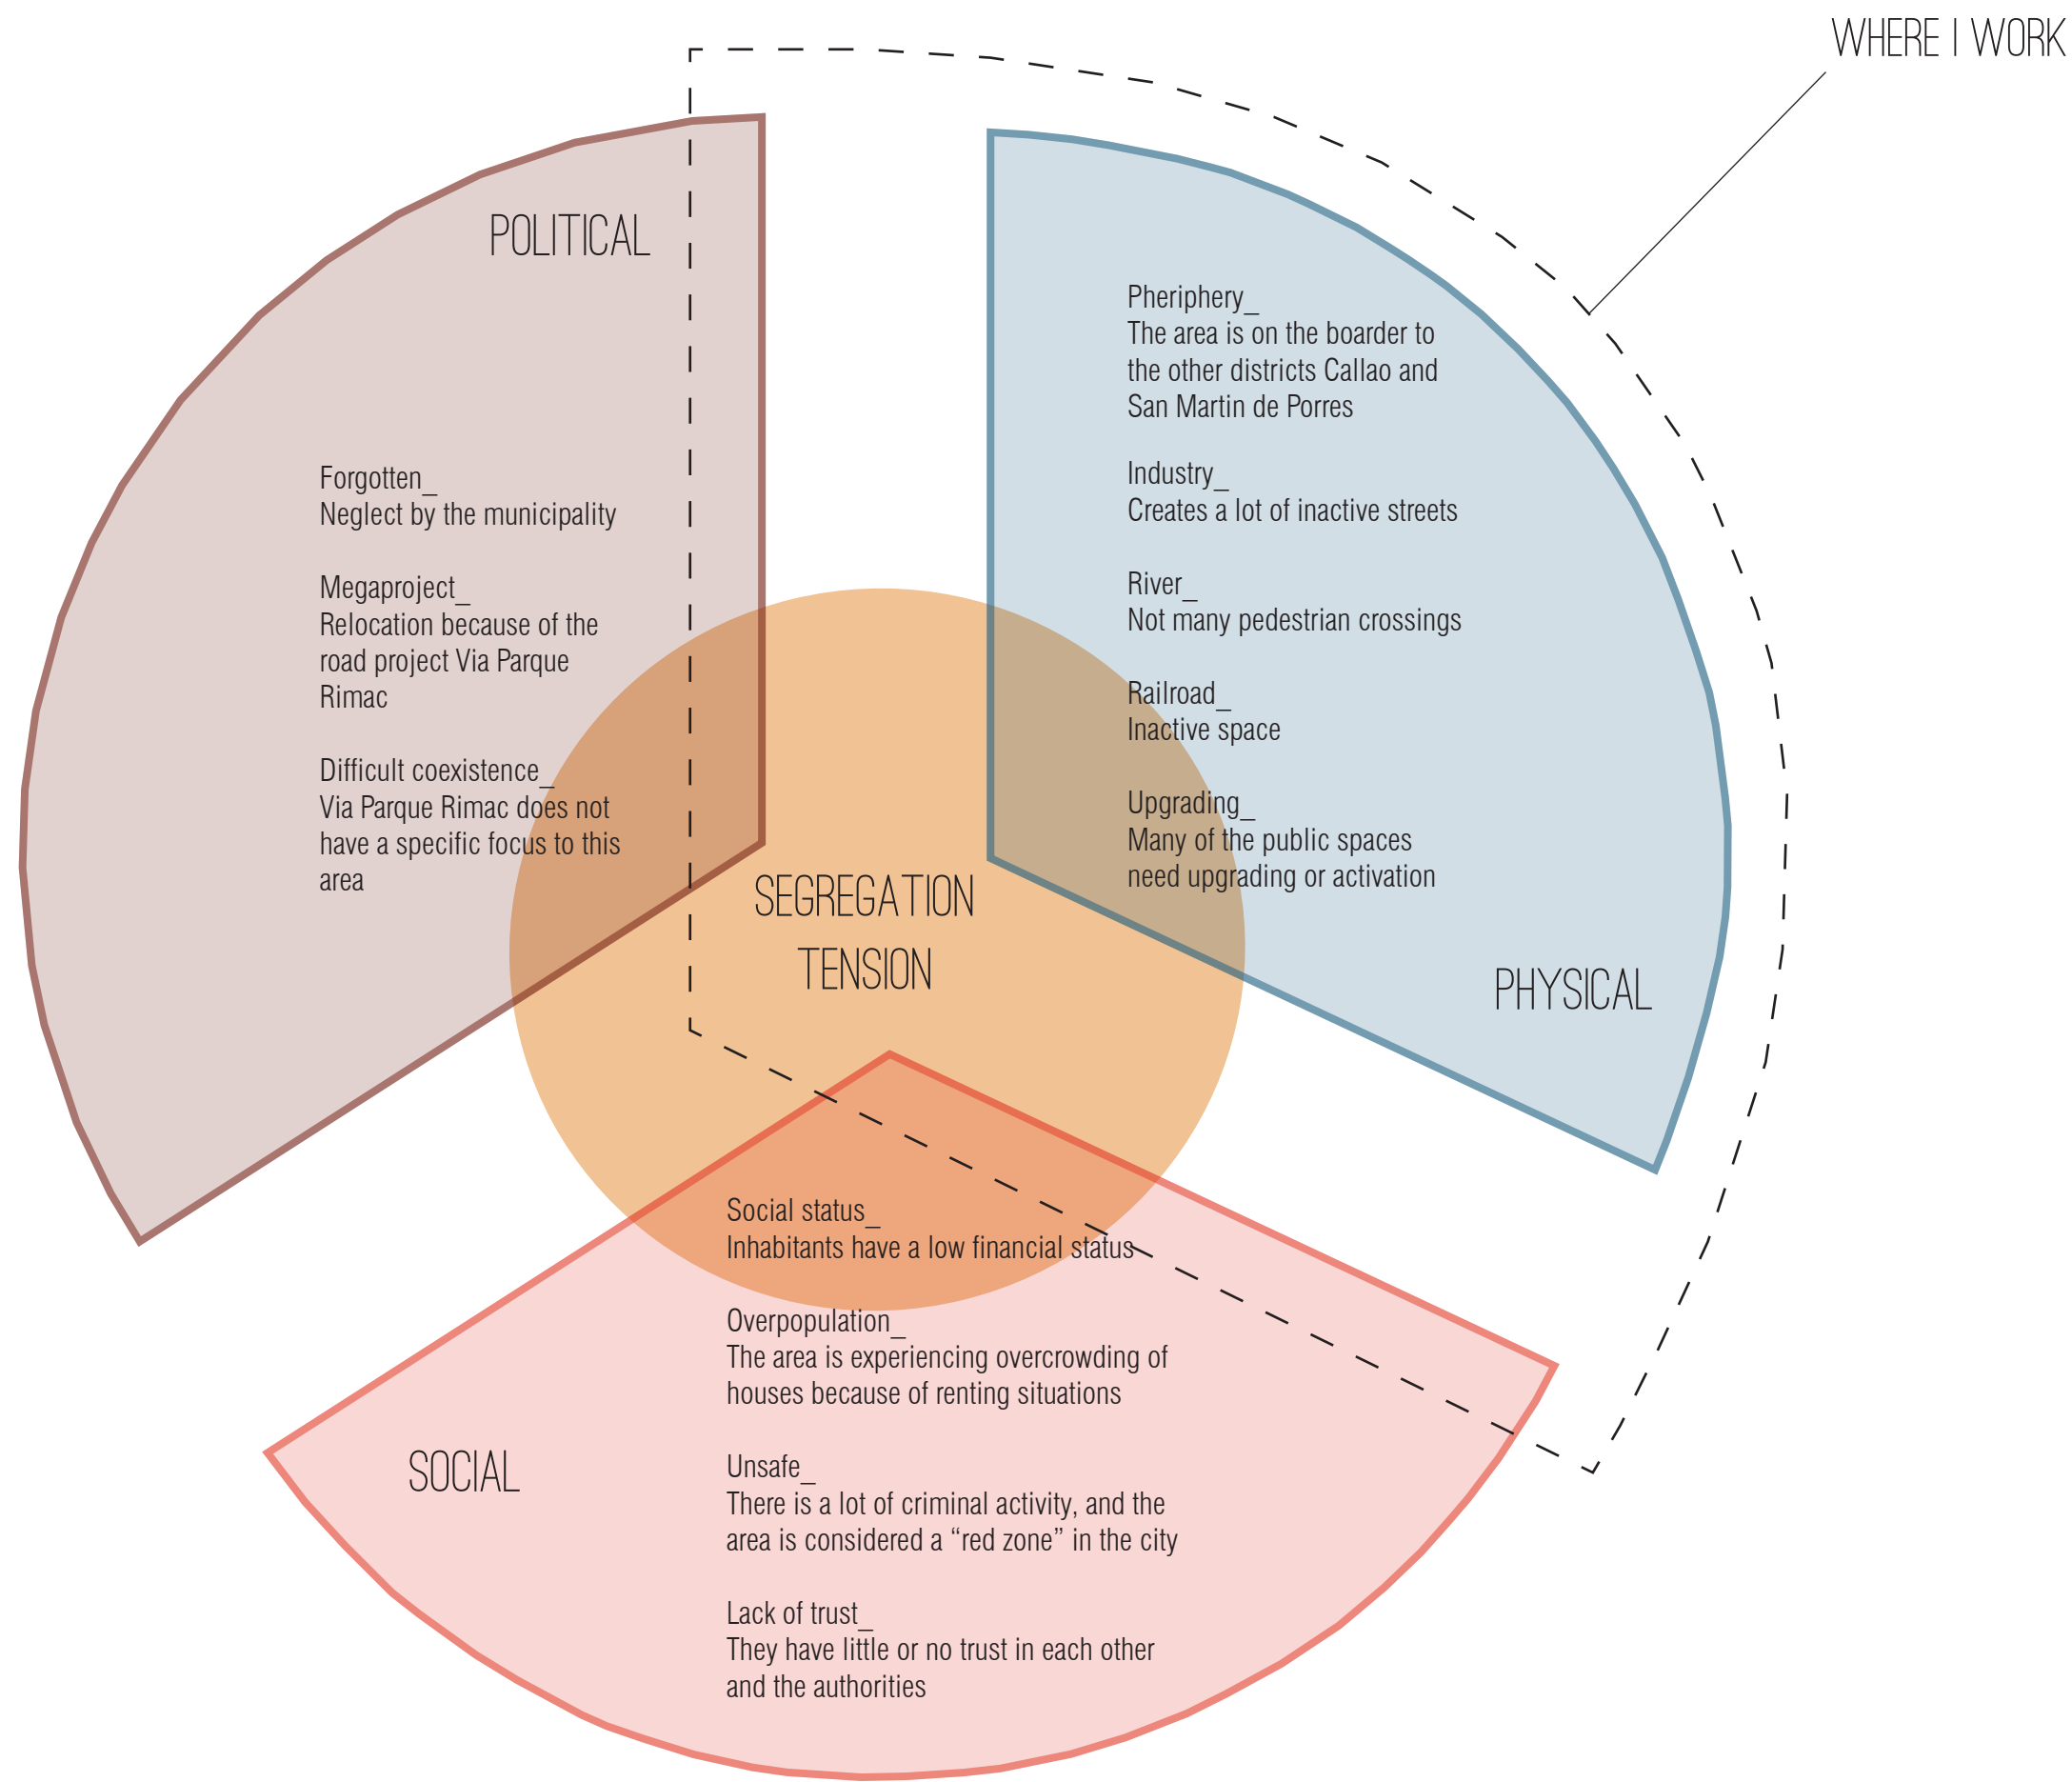 WHERE I WORK
POLITICAL
Forgotten_
Neglect by the municipality
Megaproject_
Relocation because of the
road project Via Parque
Rimac
Difficult coexistence_
Via Parque Rimac does not
have a specific focus to this
area
Pheriphery_
The area is on the boarder to
the other districts Callao and
San Martin de Porres
Industry_
Creates a lot of inactive streets
River_
Not many pedestrian crossings
Railroad_
Inactive space
Upgrading_
Many of the public spaces
need upgrading or activation
PHYSICAL
SEGREGATION
TENSION
Social status_
Inhabitants have a low financial status
Overpopulation_
The area is experiencing overcrowding of
houses because of renting situations
SOCIAL
Unsafe_
There is a lot of criminal activity, and the
area is considered a “red zone” in the city
Lack of trust_
They have little or no trust in each other
and the authorities